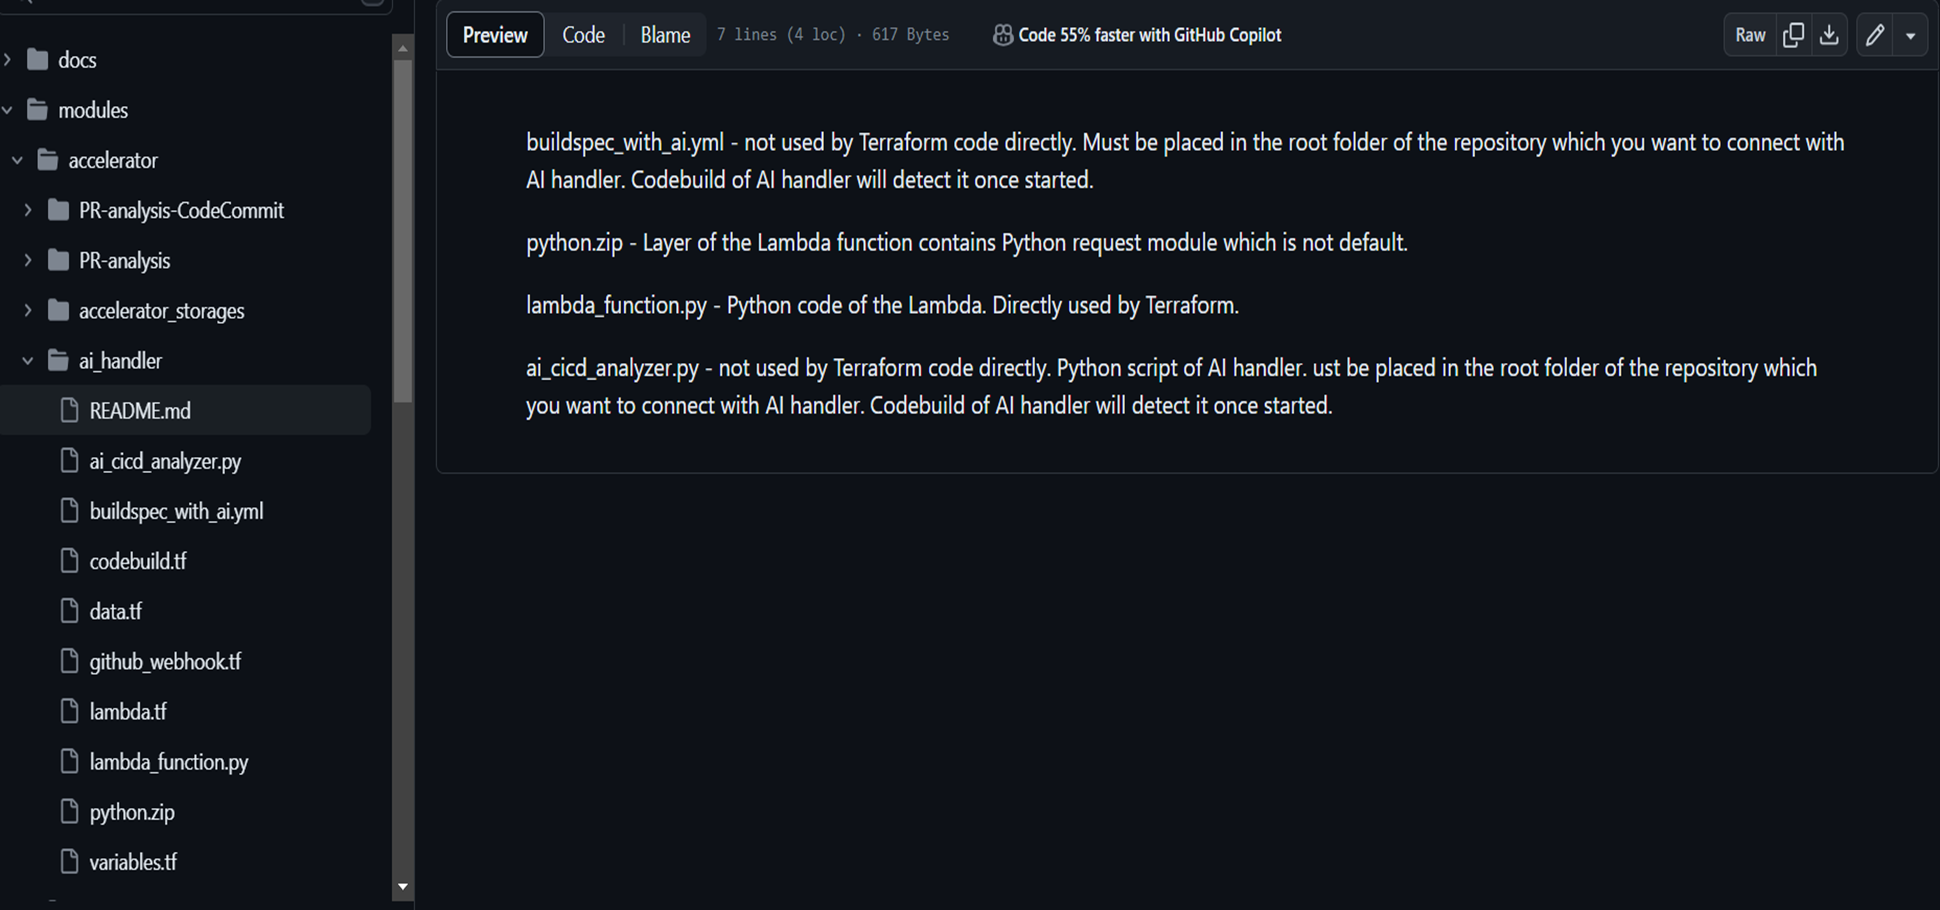 docs
modules
accelerator
PR-analysis-CodeCommit
PR-analysis
accelerator_storages
ai_handler
README.md
ai_cicd_analyzer.py
buildspec_with_ai.yml
codebuild.tf
data.tf
github_webhook.tf
lambda.tf
lambda_function.py
python.zip
variables.tf
Preview Code Blame 7 lines (4 loc) · 617 Bytes Code 55% faster with GitHub Copilot Raw
buildspec_with_ai.yml - not used by Terraform code directly. Must be placed in the root folder of the repository which you want to connect with
AI handler. Codebuild of AI handler will detect it once started.
python.zip - Layer of the Lambda function contains Python request module which is not default.
lambda_function.py - Python code of the Lambda. Directly used by Terraform.
ai_cicd_analyzer.py - not used by Terraform code directly. Python script of AI handler. ust be placed in the root folder of the repository which
you want to connect with AI handler. Codebuild of AI handler will detect it once started.